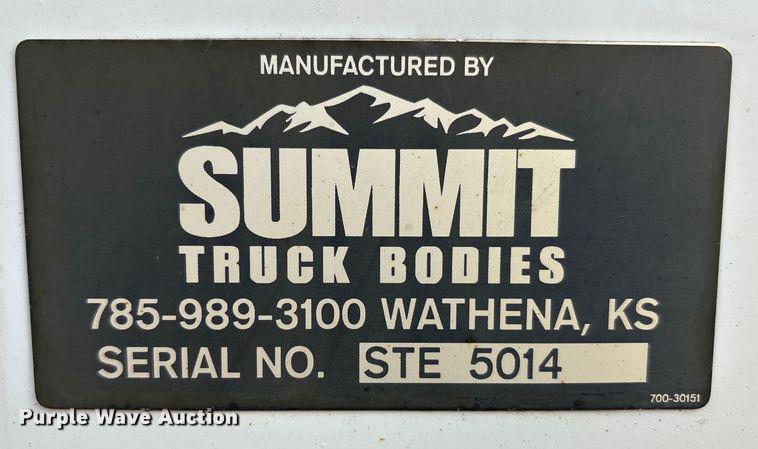 MANUFACTURED BY
SUMMIT
TRUCK BODIES
785-989-3100 WATHENA, KS
SERIAL NO. STE 5014
700-30151
Purple Wave Auction